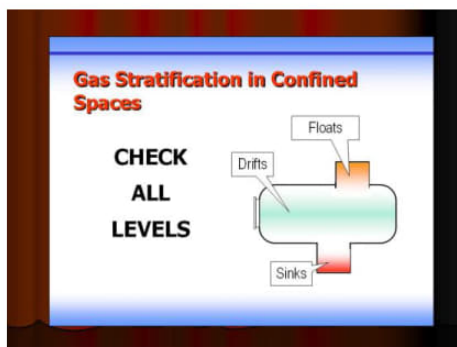 Gas Stratification in Confined
Spaces
CHECK
ALL
LEVELS
Floats
Drifts
Sinks